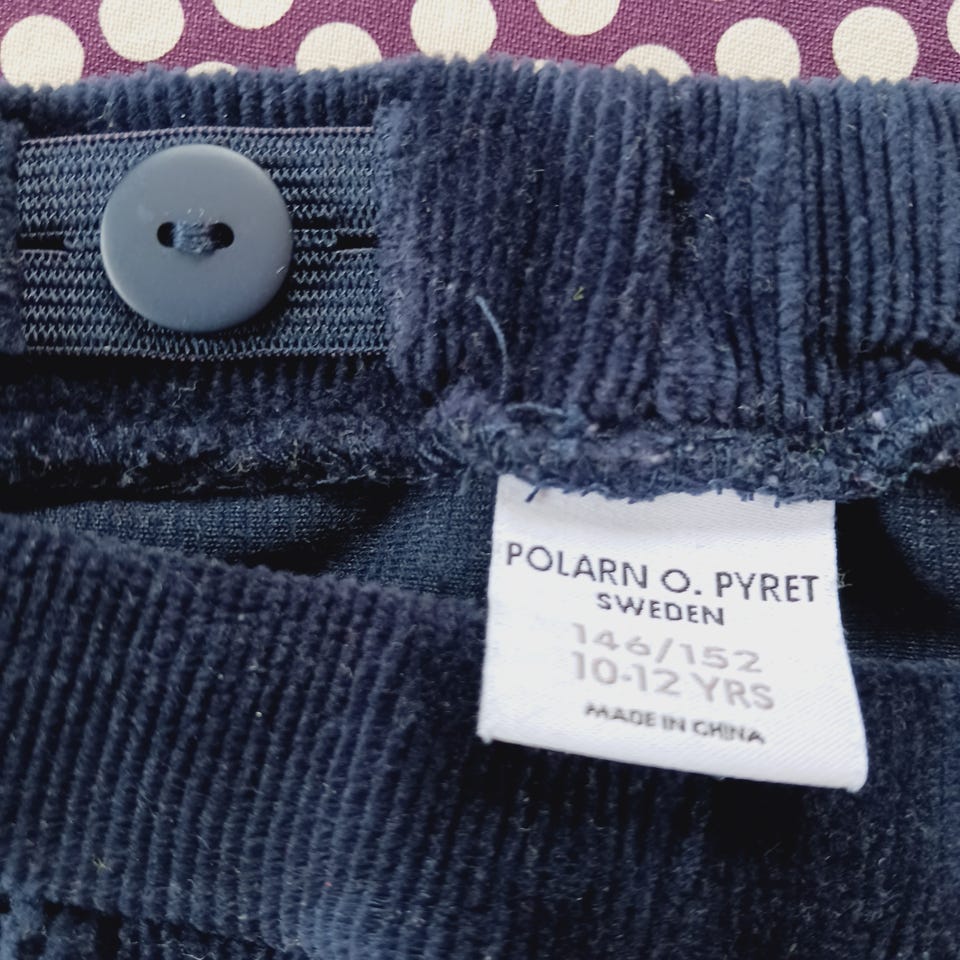 POLARN O. PYRET
SWEDEN
146/152
10-12 YRS
MADE IN CHINA